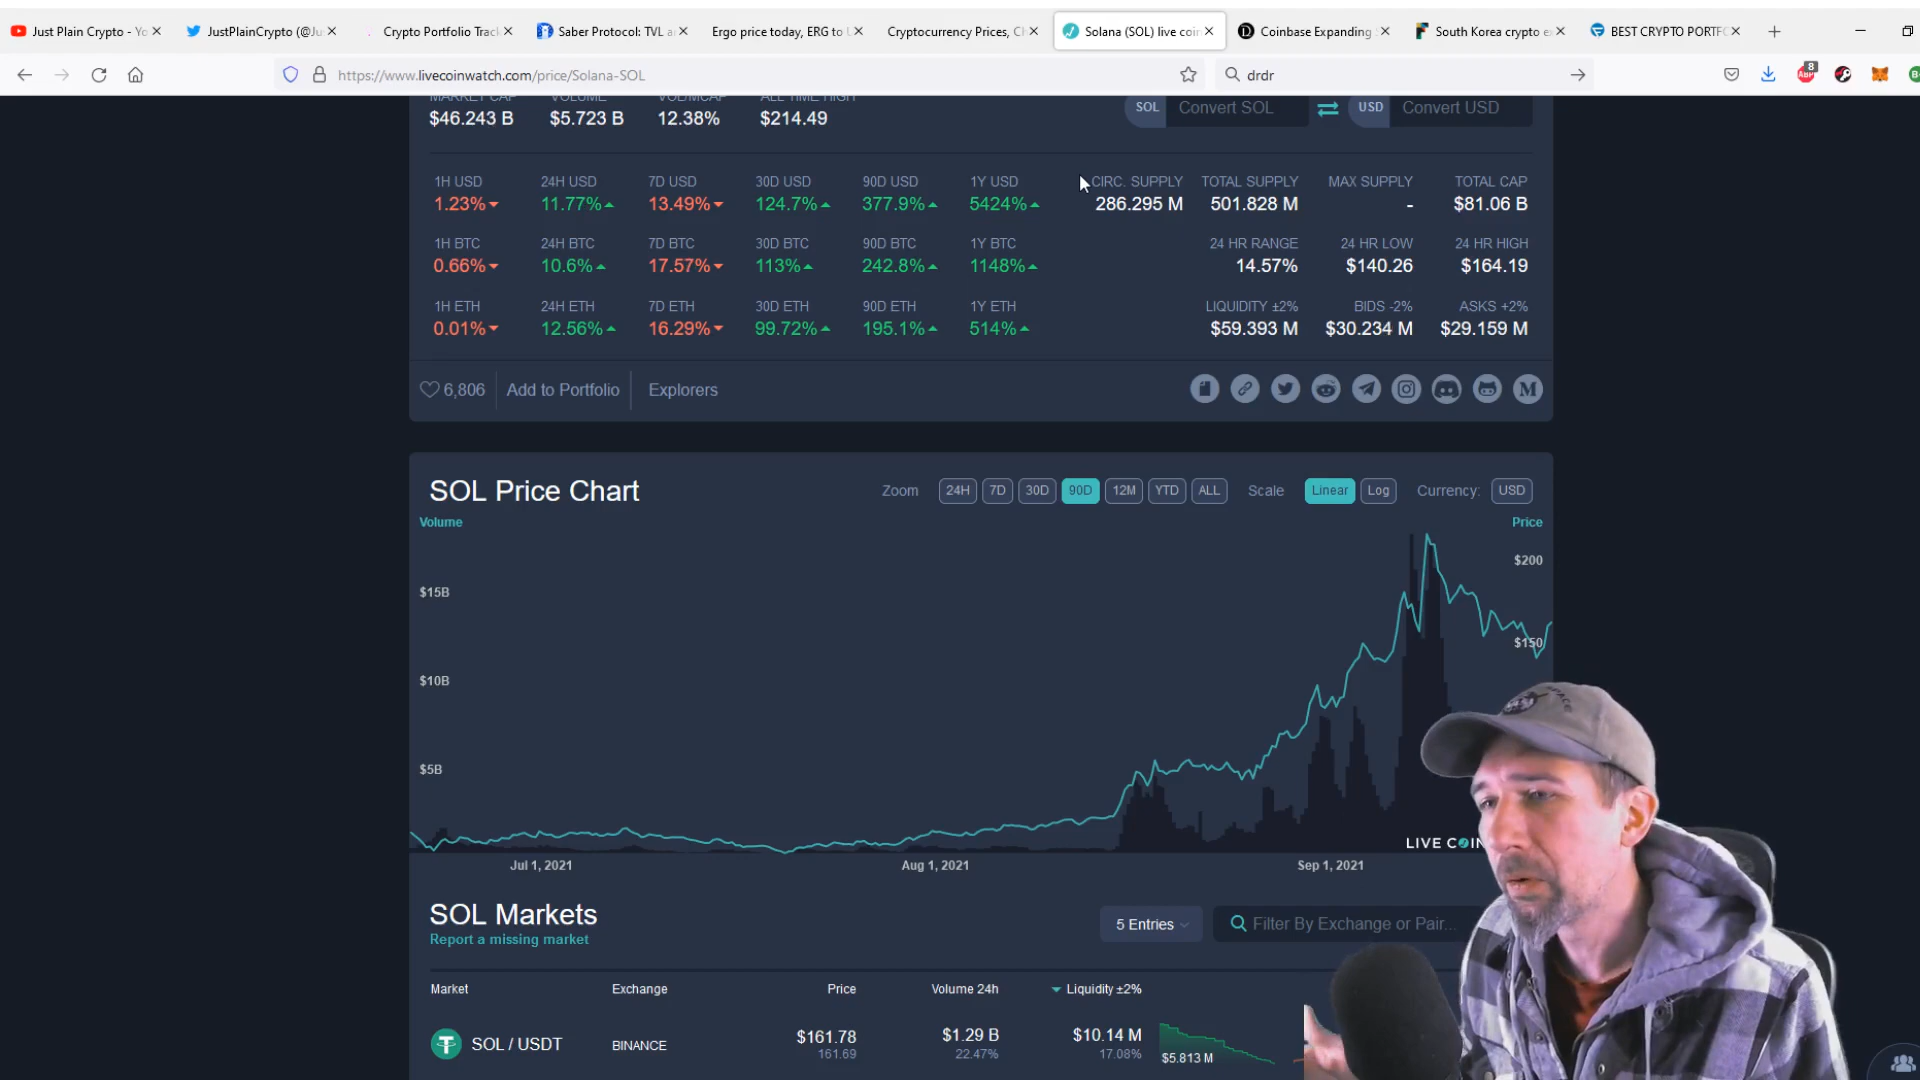 Just Plain Crypto - Yo
JustPlainCrypto (@Ju
Crypto Portfolio Track
Saber Protocol: TVL a
Ergo price today, ERG to U
Cryptocurrency Prices, C
Solana (SOL) live coin
Coinbase Expanding
South Korea crypto e
BEST CRYPTO PORTFO
https://www.livecoinwatch.com/price/Solana-SOL
drdr
8
MARKET CAP VOLUME VOL/MCAP ALL TIME HIGH
$46.243 B $5.723 B 12.38% $214.49
SOL Convert SOL USD Convert USD
1H USD 24H USD 7D USD 30D USD 90D USD 1Y USD CIRC. SUPPLY TOTAL SUPPLY MAX SUPPLY TOTAL CAP
1.23% 11.77% 13.49% 124.7% 377.9% 5424% 286.295 M 501.828 M - $81.06 B
1H BTC 24H BTC 7D BTC 30D BTC 90D BTC 1Y BTC 24 HR RANGE 24 HR LOW 24 HR HIGH
0.66% 10.6% 17.57% 113% 242.8% 1148% 14.57% $140.26 $164.19
1H ETH 24H ETH 7D ETH 30D ETH 90D ETH 1Y ETH LIQUIDITY ±2% BIDS -2% ASKS +2%
0.01% 12.56% 16.29% 99.72% 195.1% 514% $59.393 M $30.234 M $29.159 M
6,806 Add to Portfolio Explorers
SOL Price Chart Zoom 24H 7D 30D 90D 12M YTD ALL Scale Linear Log Currency: USD
Volume Price
$200
$15B
$150
$10B
$5B
LIVE COIN
Jul 1, 2021 Aug 1, 2021 Sep 1, 2021
SOL Markets
5 Entries Filter By Exchange or Pair...
Report a missing market
Market Exchange Price Volume 24h Liquidity ±2%
SOL / USDT BINANCE $161.78 $1.29 B $10.14 M
161.69 22.47% 17.08% $5.813 M